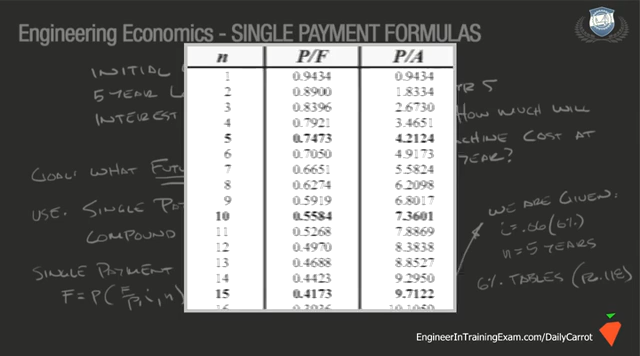 Engineering Economics - SINGLE PAYMENT FORMULAS
n P/F P/A
1 0.9434 0.9434
2 0.8900 1.8334
3 0.8396 2.6730
4 0.7921 3.4651
5 0.7473 4.2124
6 0.7050 4.9173
7 0.6651 5.5824
8 0.6274 6.2098
9 0.5919 6.8017
10 0.5584 7.3601
11 0.5268 7.8869
12 0.4970 8.3838
13 0.4688 8.8527
14 0.4423 9.2950
15 0.4173 9.7122
INITIAL
5 YEAR
INTEREST
GOAL: WHAT
USE: SINGLE
COMPOUND
SINGLE PAYMENT
F = P(F/P, i, n)
5
HOW MUCH WILL
COST AT
YEAR?
WE ARE GIVEN:
i = .06 (6%)
n = 5 YEARS
6% TABLES
EngineerInTrainingExam.com/DailyCarrot